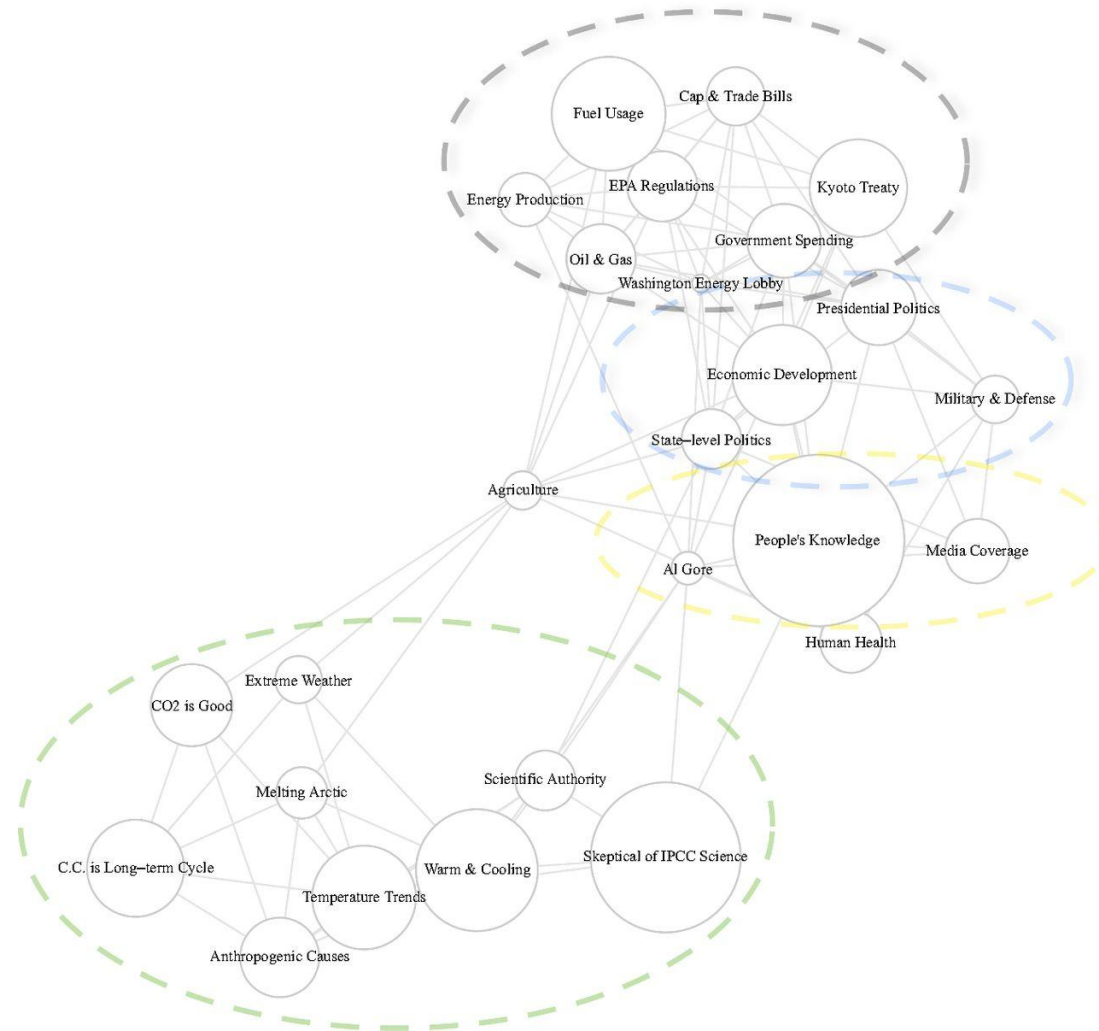 Cap & Trade Bills
Fuel Usage
EPA Regulations
Kyoto Treaty
Energy Production
Government Spending
Oil & Gas
Washington Energy Lobby
Presidential Politics
Economic Development
Military & Defense
State–level Politics
Agriculture
People's Knowledge
Media Coverage
Al Gore
Human Health
Extreme Weather
CO2 is Good
Scientific Authority
Melting Arctic
Skeptical of IPCC Science
C.C. is Long–term Cycle
Warm & Cooling
Temperature Trends
Anthropogenic Causes